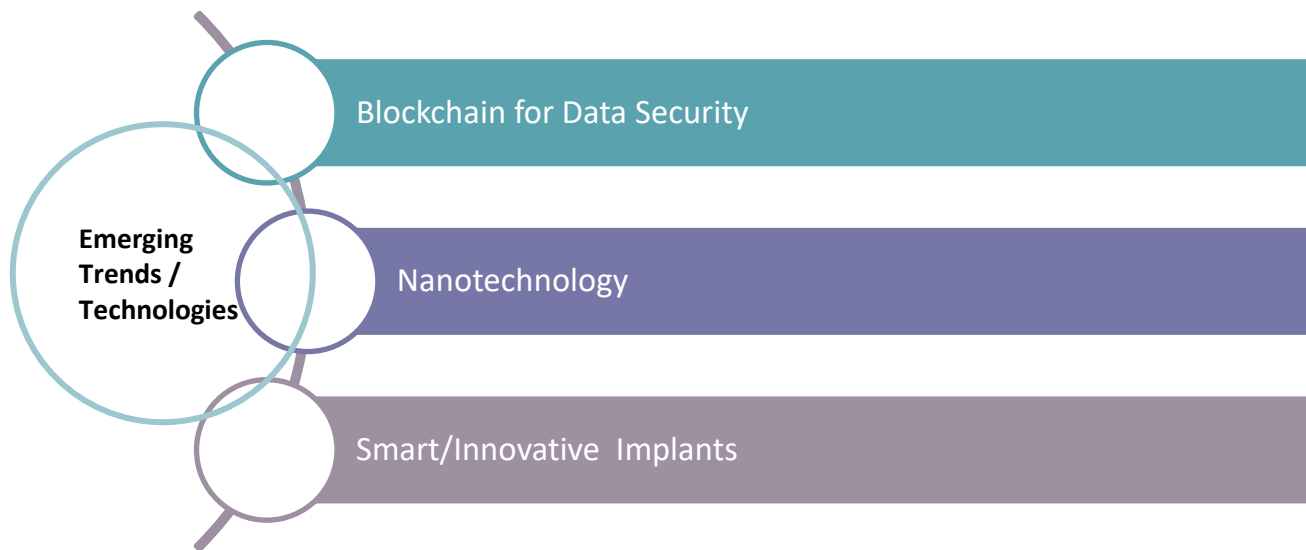 Blockchain for Data Security
Emerging
Trends /
Technologies
Nanotechnology
Smart/Innovative  Implants